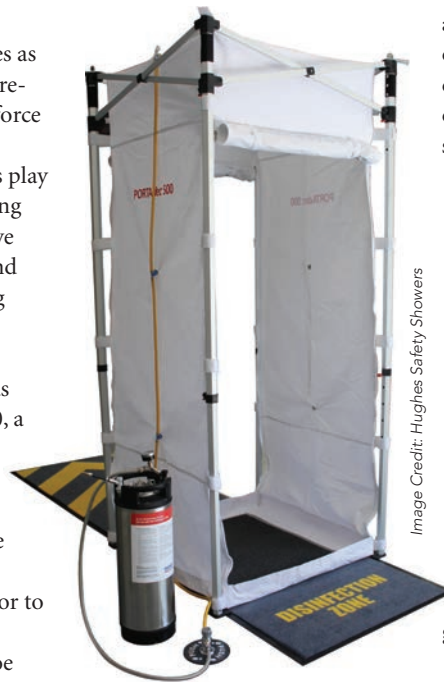 es as
re-
force
s play
ng
ve
nd
g
s
), a
e
or to
be
PORTAdec 500
DISINFECTION
ZONE
Image Credit: Hughes Safety Showers